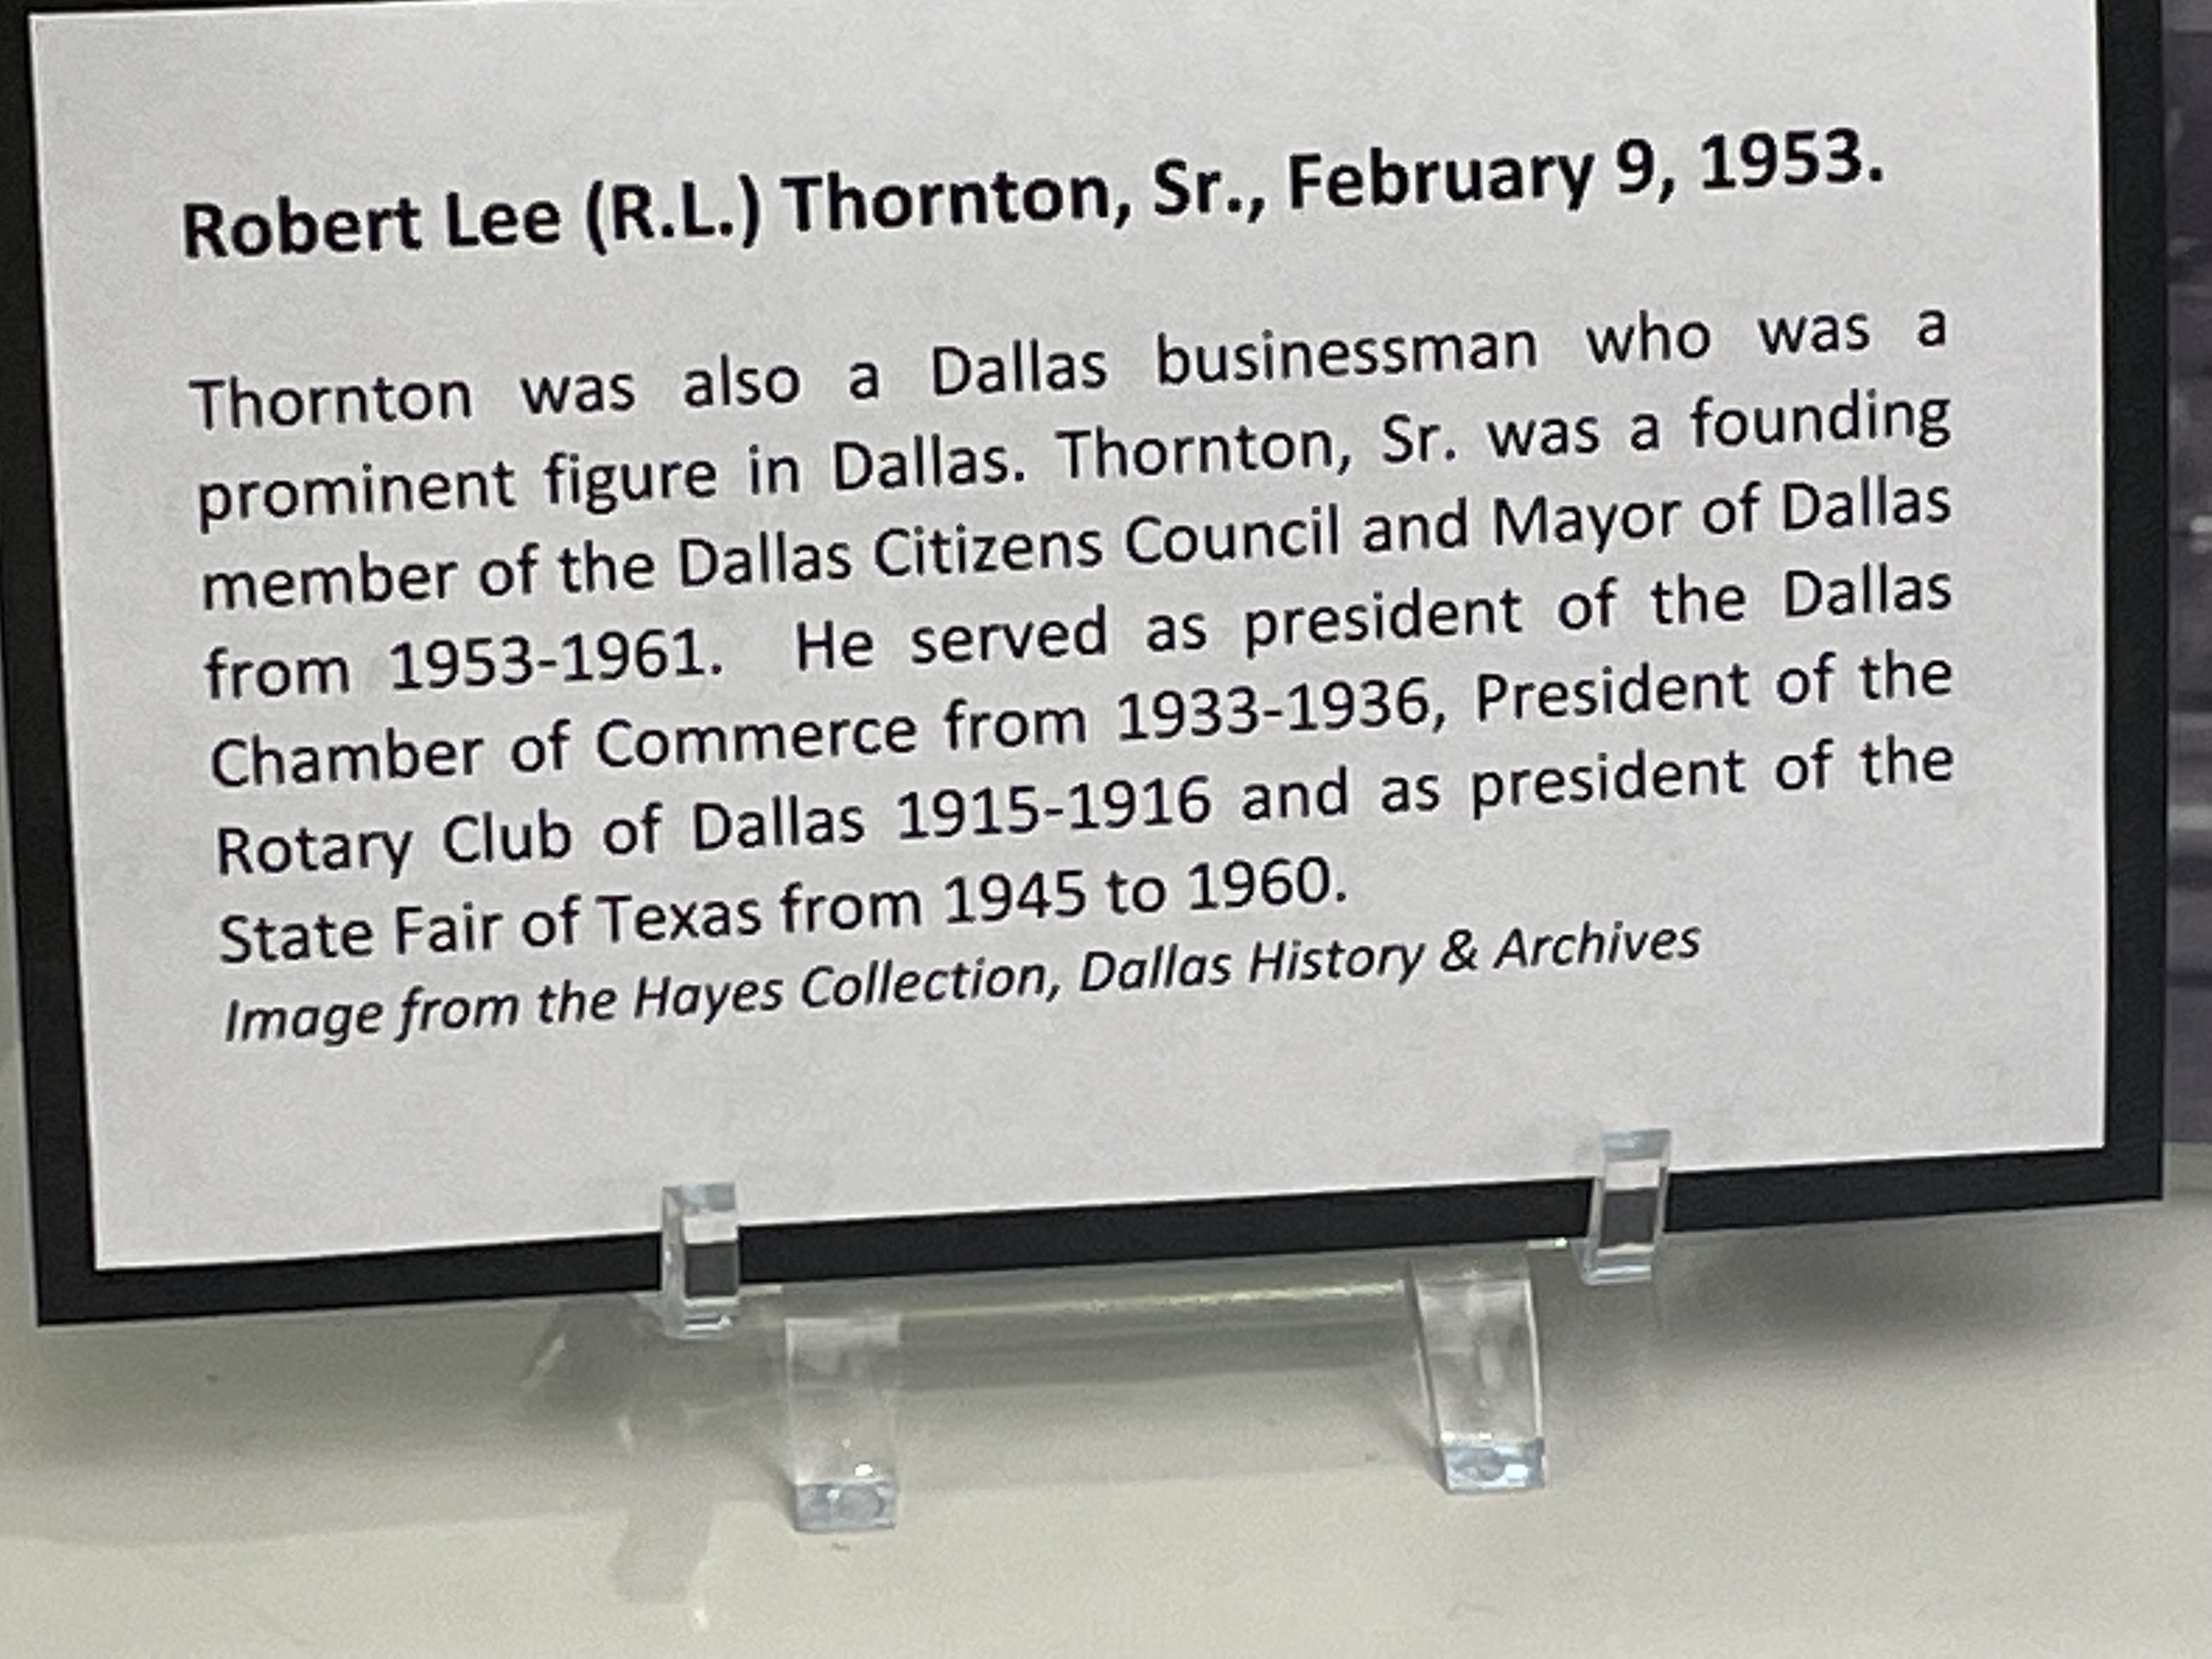 Robert Lee (R.L.) Thornton, Sr., February 9, 1953.
Thornton was also a Dallas businessman who was a
prominent figure in Dallas. Thornton, Sr. was a founding
member of the Dallas Citizens Council and Mayor of Dallas
from 1953-1961.  He served as president of the Dallas
Chamber of Commerce from 1933-1936, President of the
Rotary Club of Dallas 1915-1916 and as president of the
State Fair of Texas from 1945 to 1960.
Image from the Hayes Collection, Dallas History & Archives